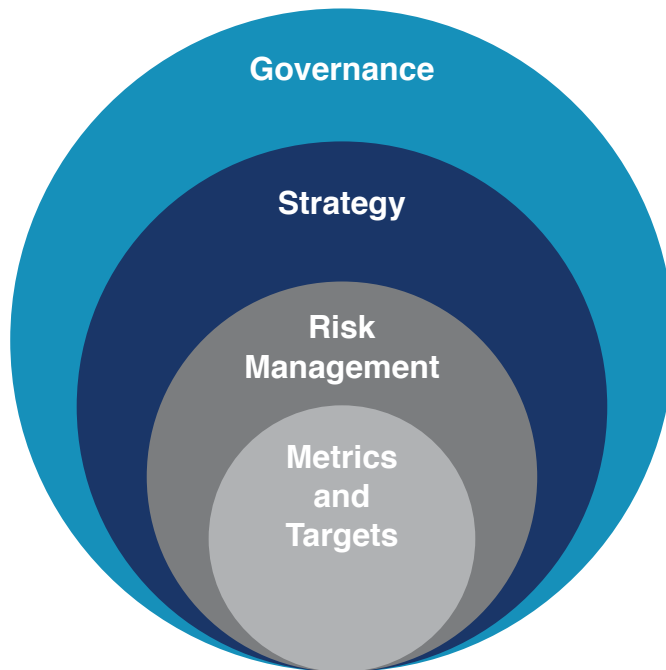 Governance
Strategy
Risk
Management
Metrics
and
Targets